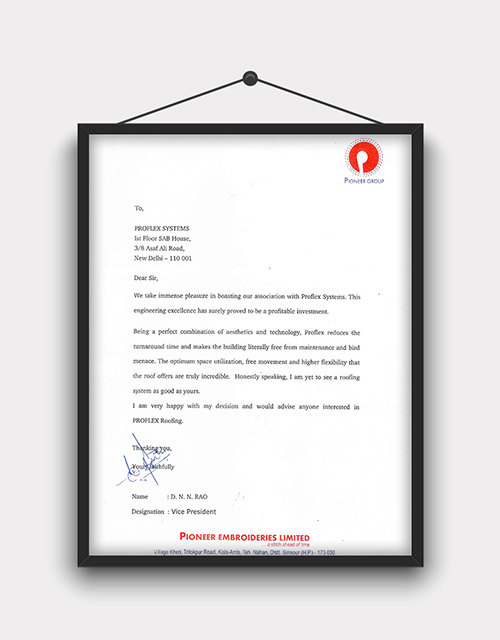 PIONEER GROUP
To,
PROFLEX SYSTEMS
1st Floor SAB House,
3/8 Asaf Ali Road,
New Delhi – 110 001
Dear Sir,
We take immense pleasure in boasting our association with Proflex Systems. This
engineering excellence has surely proved to be a profitable investment.
Being a perfect combination of aesthetics and technology, Proflex reduces the
turnaround time and makes the building literally free from maintenance and bird
menace. The optimum space utilization, free movement and higher flexibility that
the roof offers are truly incredible. Honestly speaking, I am yet to see a roofing
system as good as yours.
I am very happy with my decision and would advise anyone interested in
PROFLEX Roofing.
Thanking you,
Yours faithfully
Name : D. N. N. RAO
Designation : Vice President
PIONEER EMBROIDERIES LIMITED
a stitch ahead of time
Village Kheri, Trilokpur Road, Kala-Amb, Tan. Nahan, Distt. Sirmour (H.P) - 173 030